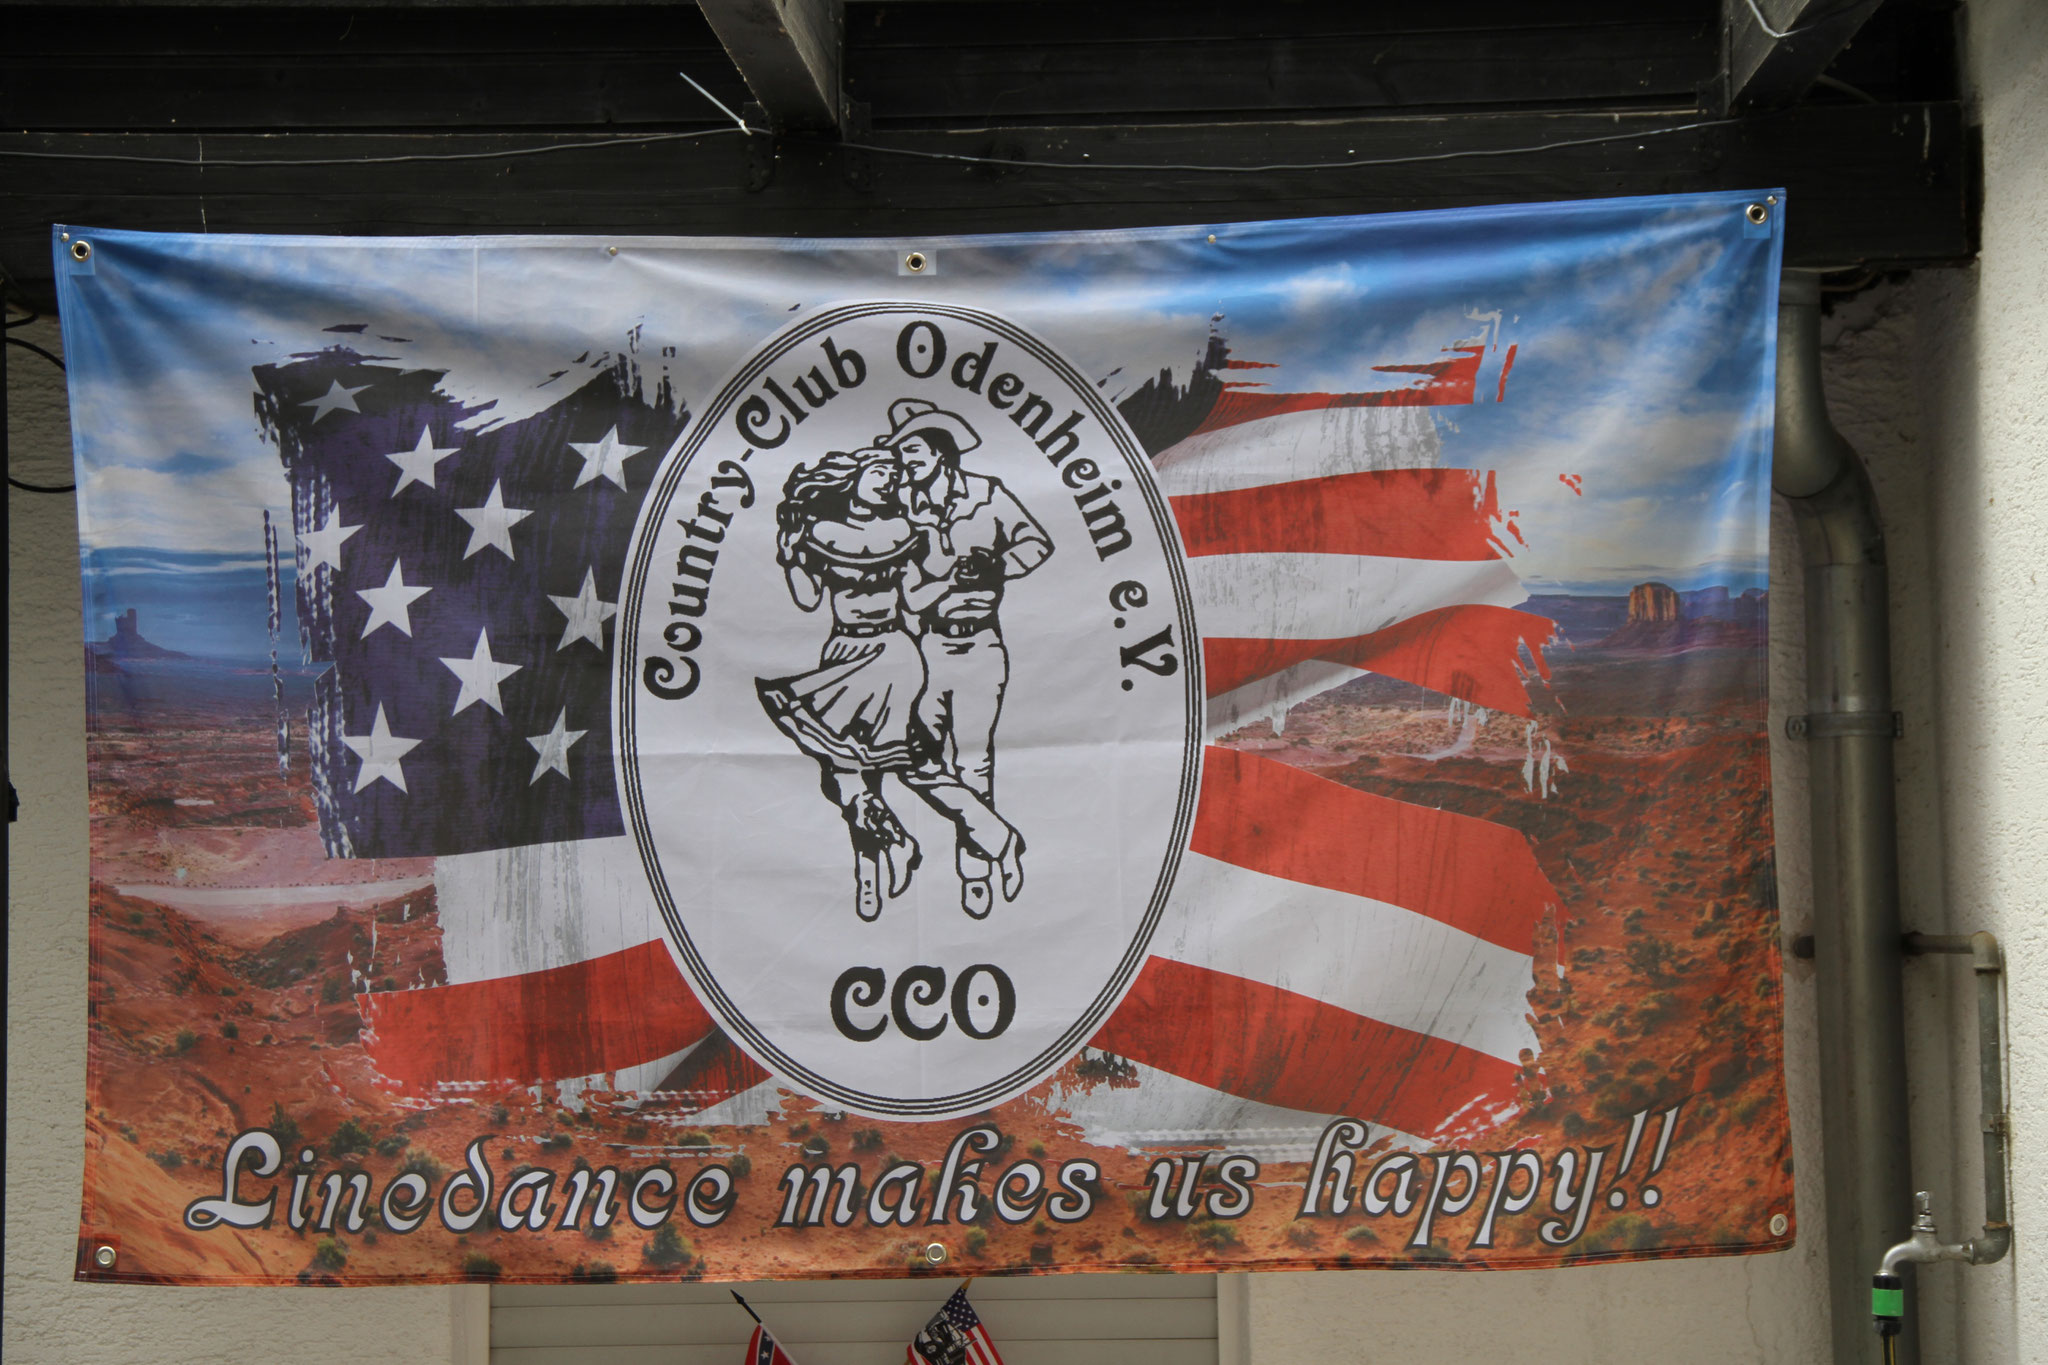 Country-Club Odenheim e.V.
CCO
Linedance makes us happy!!